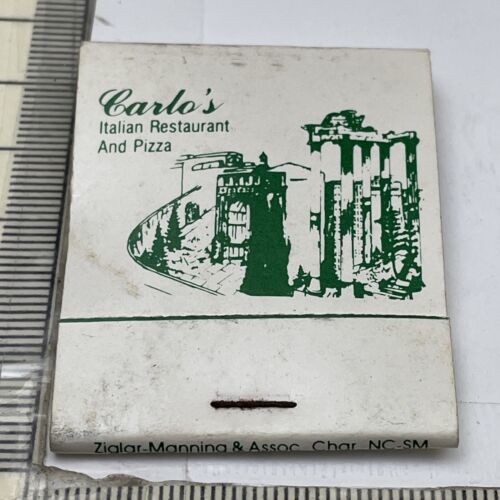 Carlo's
Italian Restaurant
And Pizza
Ziglar-Manning & Assoc. Char. NC-SM